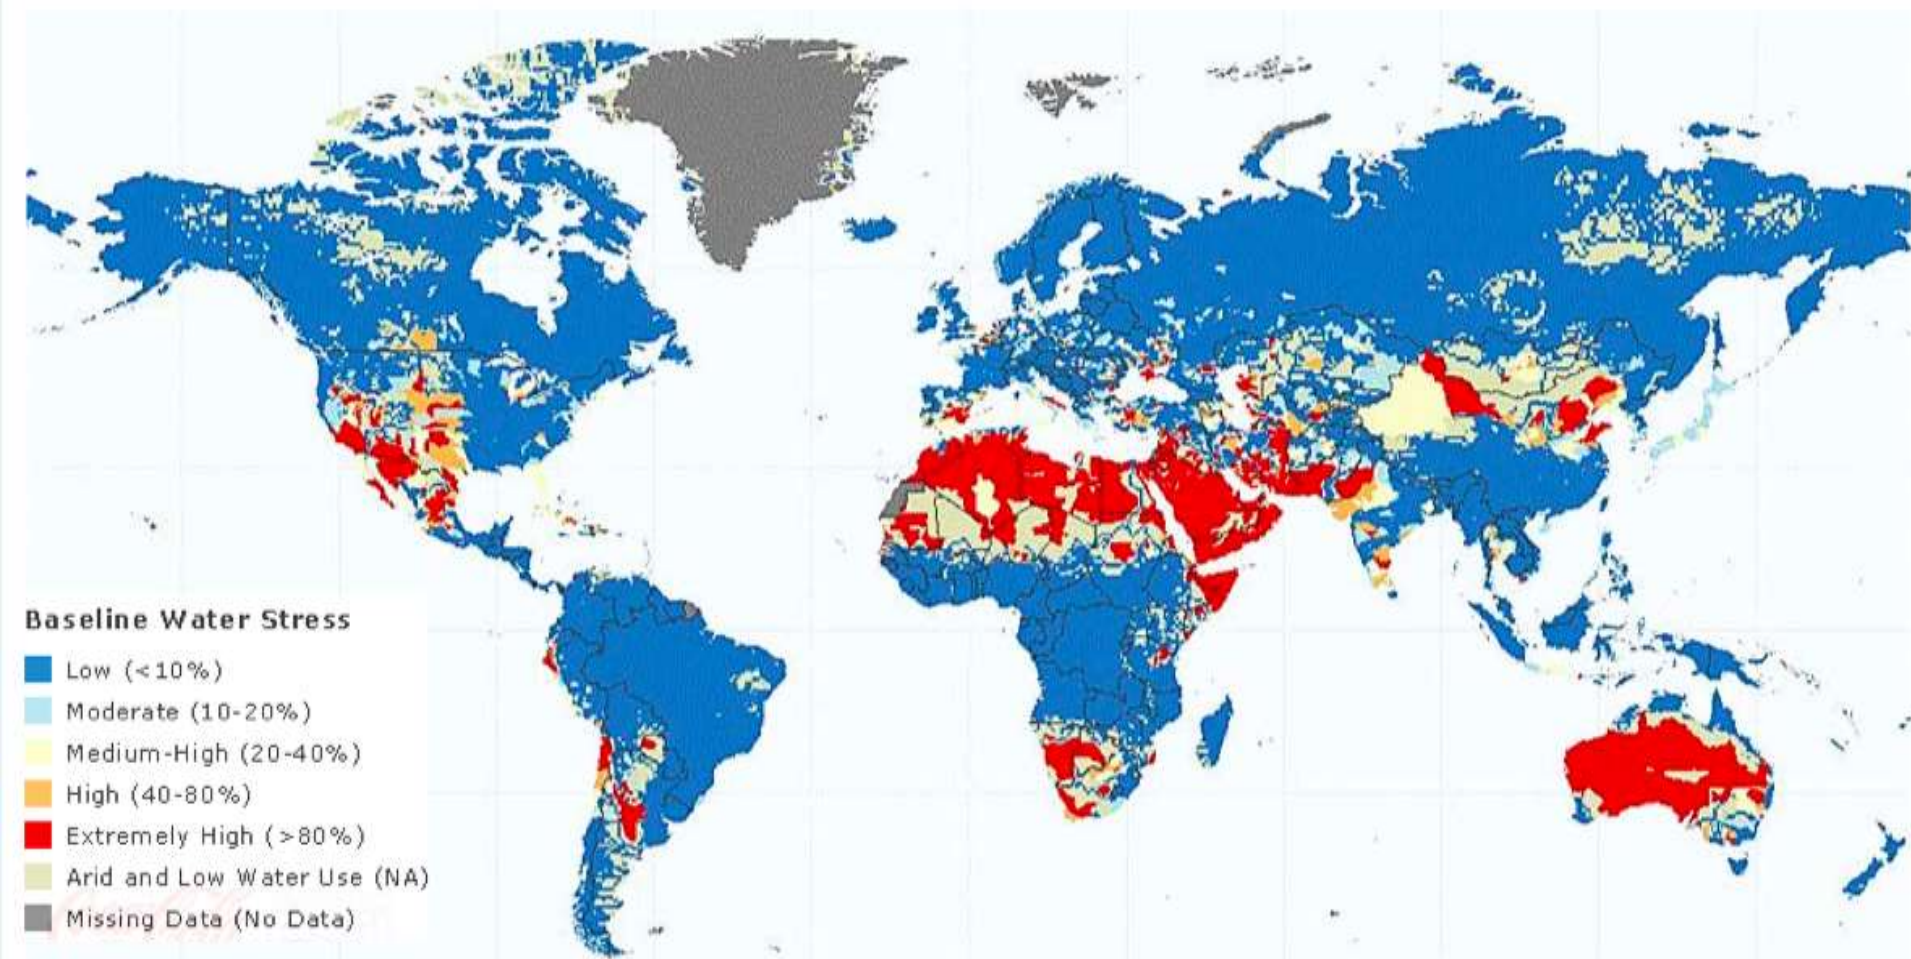 Baseline Water Stress
Low (<10%)
Moderate (10-20%)
Medium-High (20-40%)
High (40-80%)
Extremely High (>80%)
Arid and Low Water Use (NA)
Missing Data (No Data)